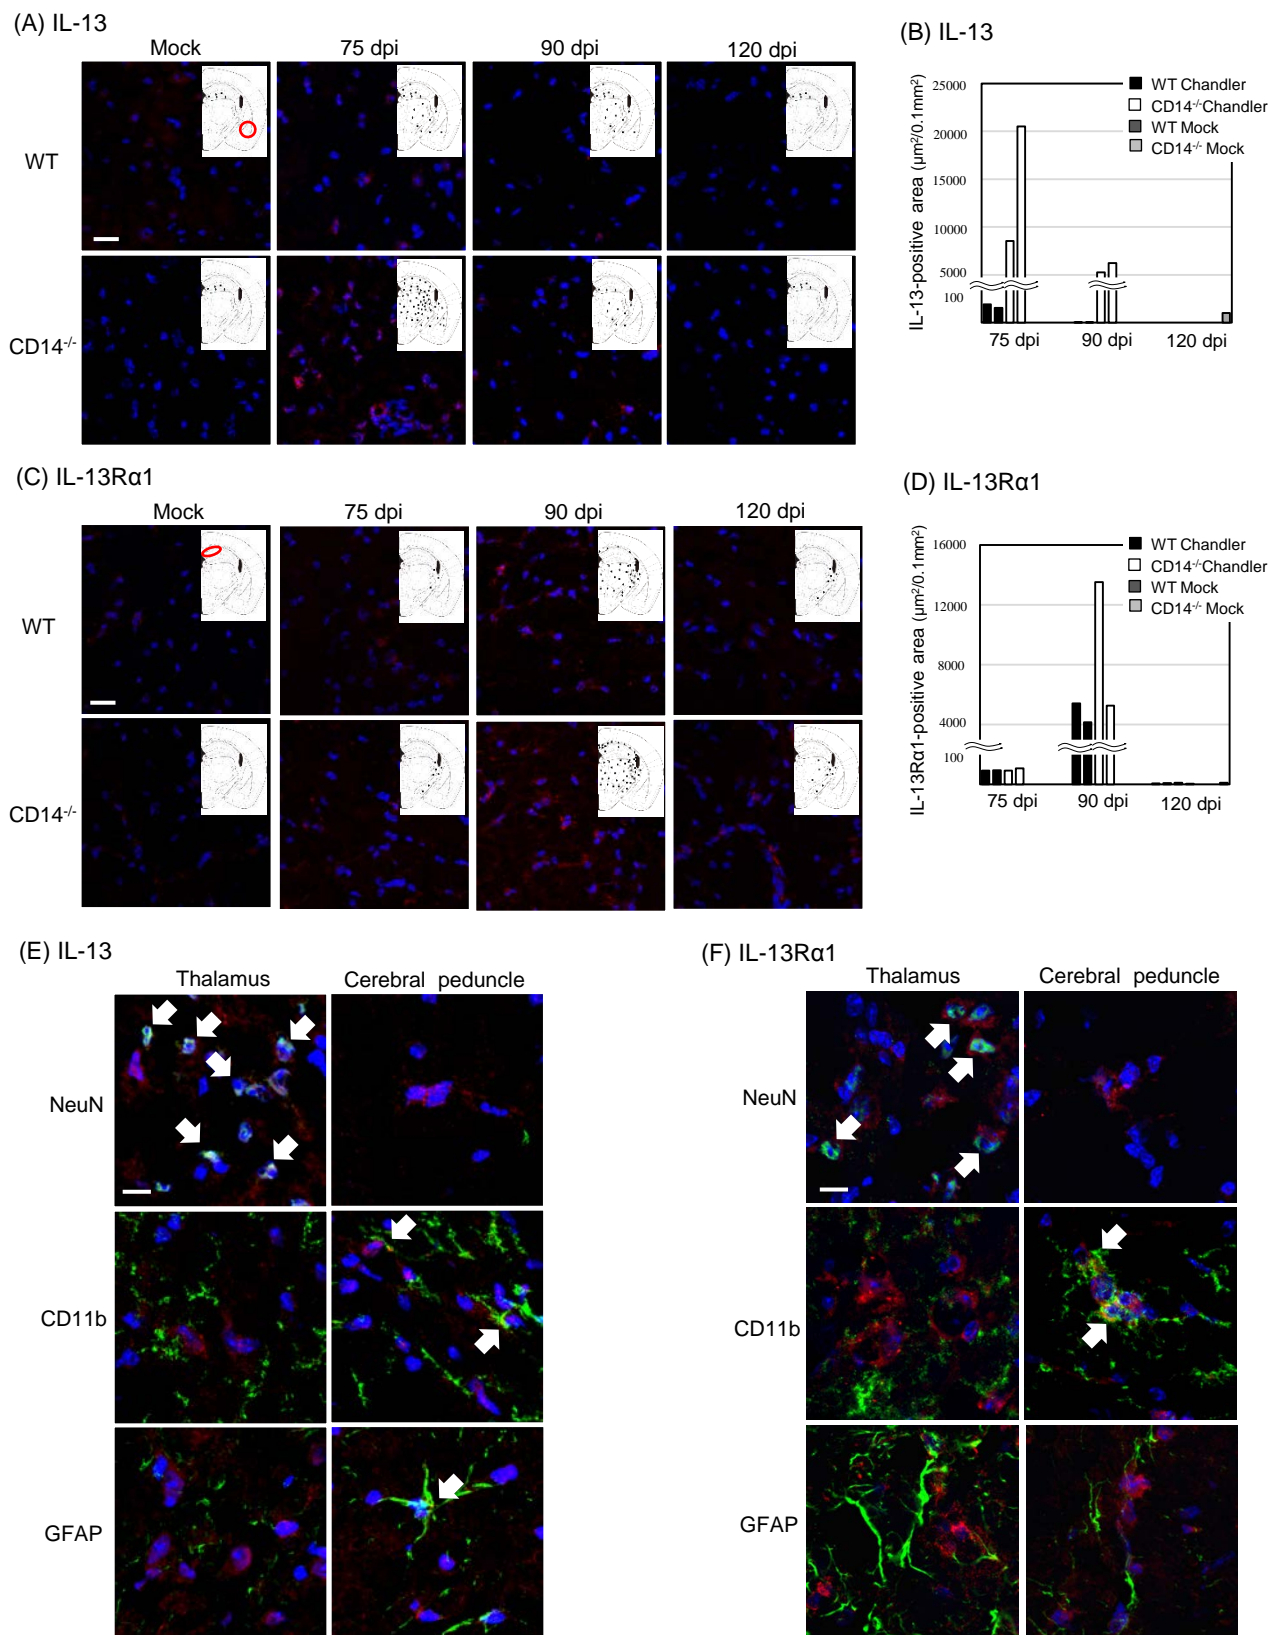 (A) IL-13
Mock 75 dpi 90 dpi 120 dpi
WT
CD14-/-
(B) IL-13
IL-13-positive area (μm²/0.1mm²)
25000
20000
15000
10000
5000
100
WT Chandler
CD14-/-Chandler
WT Mock
CD14-/- Mock
75 dpi 90 dpi 120 dpi
(C) IL-13Rα1
Mock 75 dpi 90 dpi 120 dpi
WT
CD14-/-
(D) IL-13Rα1
IL-13Rα1-positive area (μm²/0.1mm²)
16000
12000
8000
4000
100
WT Chandler
CD14-/-Chandler
WT Mock
CD14-/- Mock
75 dpi 90 dpi 120 dpi
(E) IL-13
Thalamus Cerebral peduncle
NeuN
CD11b
GFAP
(F) IL-13Rα1
Thalamus Cerebral peduncle
NeuN
CD11b
GFAP